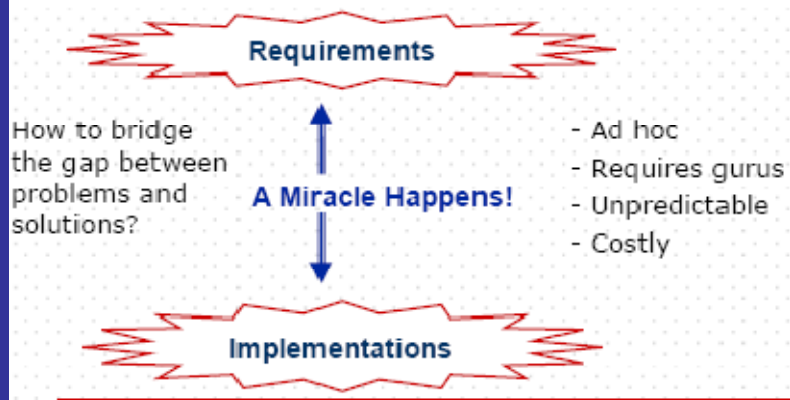 Requirements
How to bridge
the gap between
problems and
solutions?
A Miracle Happens!
- Ad hoc
- Requires gurus
- Unpredictable
- Costly
Implementations